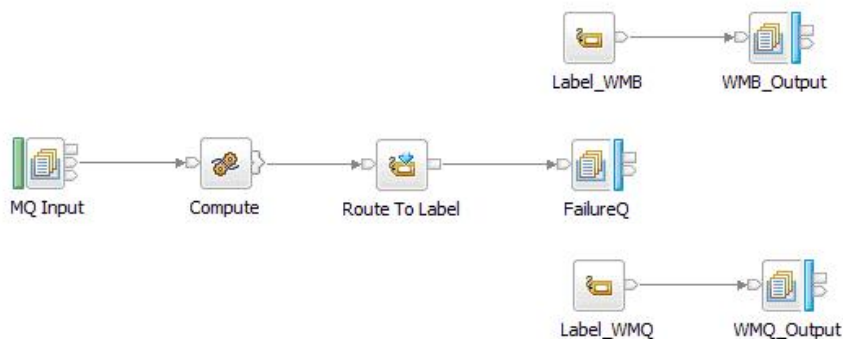 Label_WMB
WMB_Output
MQ Input
Compute
Route To Label
FailureQ
Label_WMQ
WMQ_Output